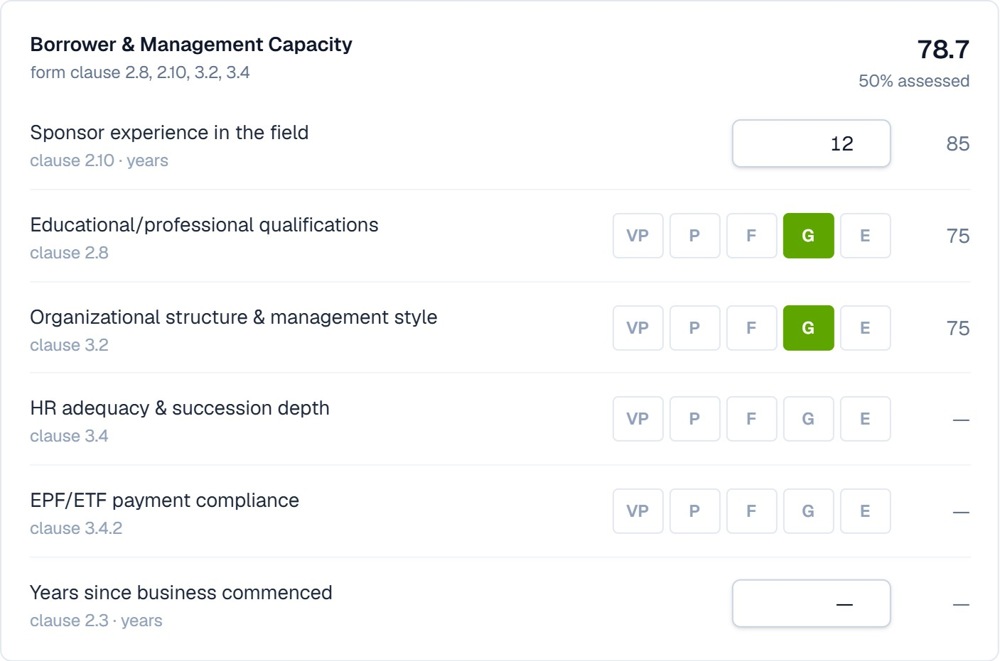 Borrower & Management Capacity
78.7
form clause 2.8, 2.10, 3.2, 3.4
50% assessed
Sponsor experience in the field
clause 2.10 · years
12
85
Educational/professional qualifications
clause 2.8
VP P F G E
75
Organizational structure & management style
clause 3.2
VP P F G E
75
HR adequacy & succession depth
clause 3.4
VP P F G E
—
EPF/ETF payment compliance
clause 3.4.2
VP P F G E
—
Years since business commenced
clause 2.3 · years
—
—